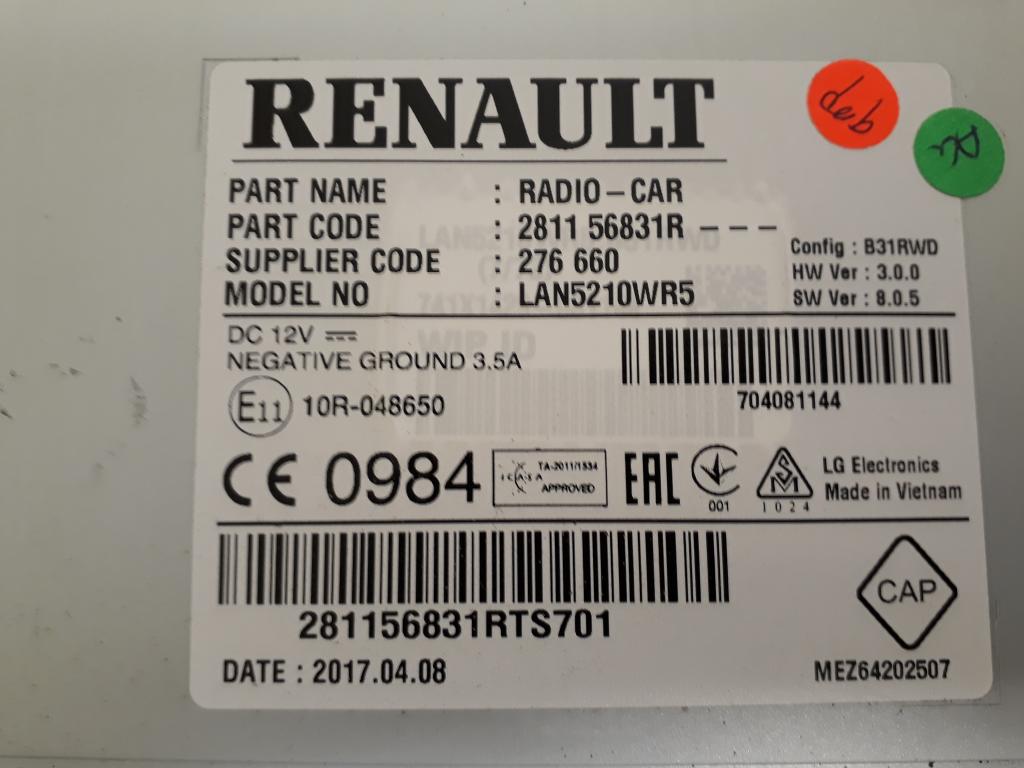 RENAULT
PART NAME : RADIO-CAR
PART CODE : 2811 56831R - - -
SUPPLIER CODE : 276 660
MODEL NO : LAN5210WR5
Config : B31RWD
HW Ver : 3.0.0
SW Ver : 8.0.5
DC 12V
NEGATIVE GROUND 3.5A
704081144
E11 10R-048650
CE 0984
TA-2011/1534
ICASA
APPROVED
EAC
001
SM
1024
LG Electronics
Made in Vietnam
281156831RTS701
CAP
DATE : 2017.04.08
MEZ64202507